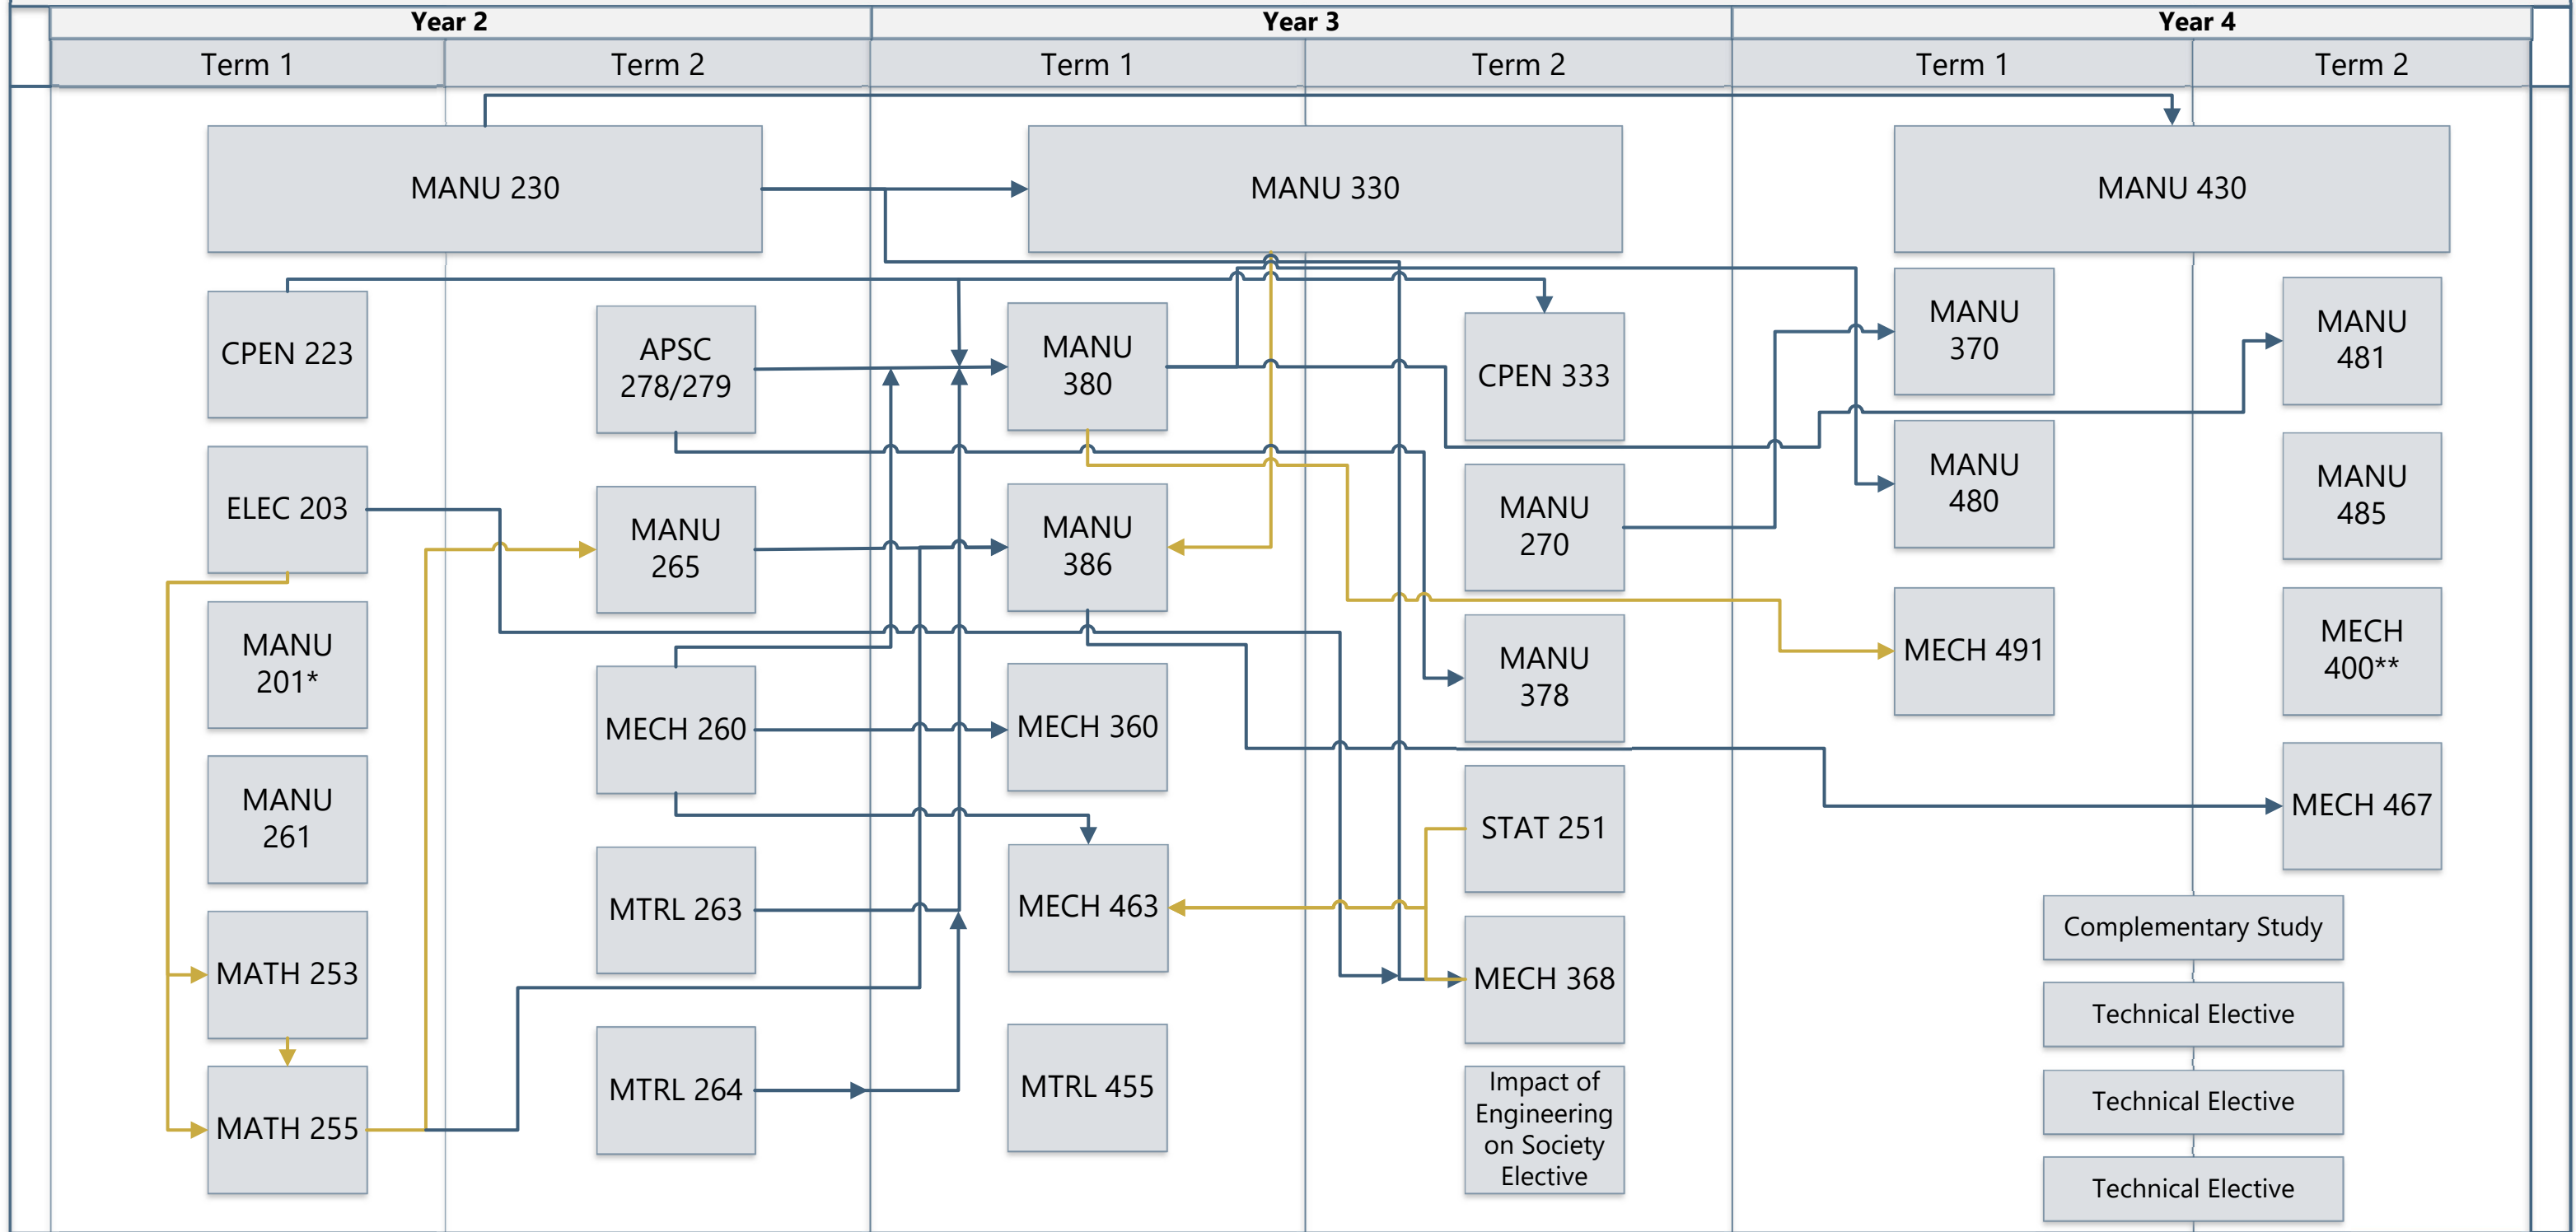 Year 2
Year 3
Year 4
Term 1
Term 2
Term 1
Term 2
Term 1
Term 2
MANU 230
MANU 330
MANU 430
CPEN 223
ELEC 203
MANU
201*
MANU
261
MATH 253
MATH 255
APSC
278/279
MANU
265
MECH 260
MTRL 263
MTRL 264
MANU
380
MANU
386
MECH 360
MECH 463
MTRL 455
CPEN 333
MANU
270
MANU
378
STAT 251
MECH 368
Impact of
Engineering
on Society
Elective
MANU
370
MANU
480
MECH 491
MANU
481
MANU
485
MECH
400**
MECH 467
Complementary Study
Technical Elective
Technical Elective
Technical Elective